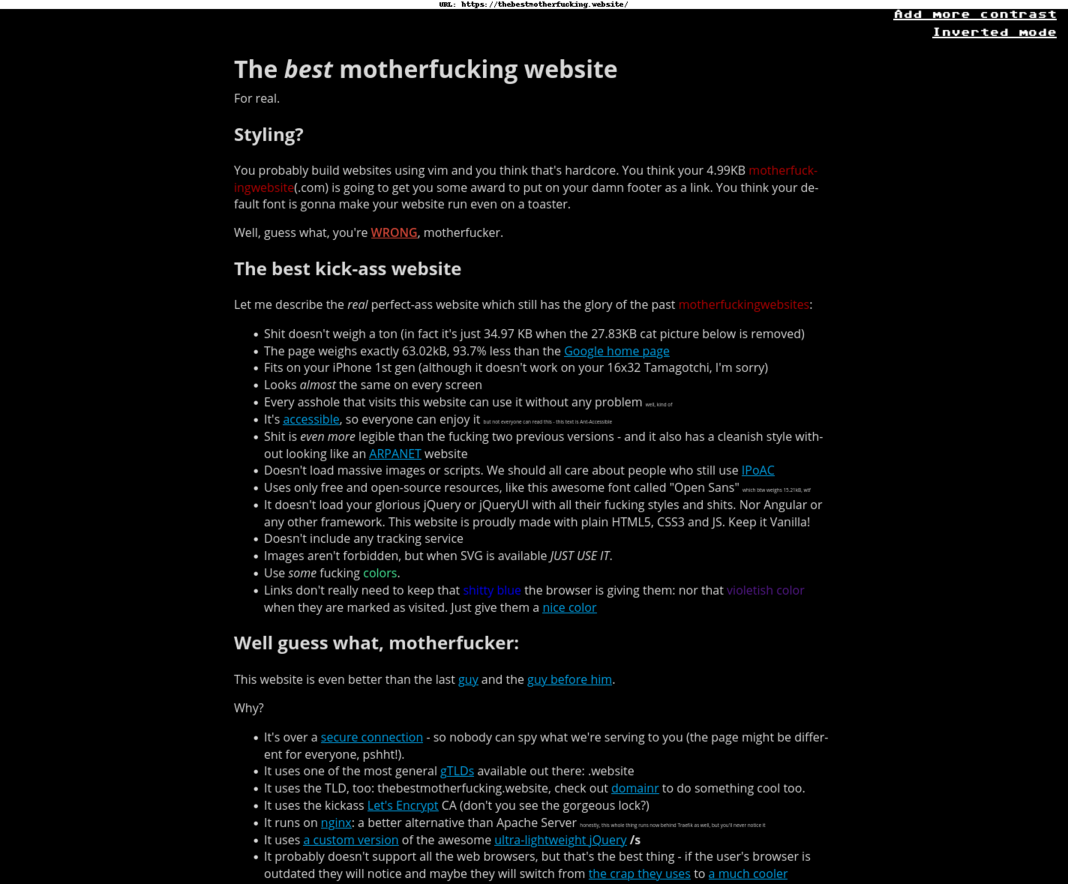 URL: https://thebestmotherfucking.website/
Add more contrast
Inverted mode
The best motherfucking website
For real.
Styling?
You probably build websites using vim and you think that's hardcore. You think your 4.99KB motherfuck-
ingwebsite(.com) is going to get you some award to put on your damn footer as a link. You think your de-
fault font is gonna make your website run even on a toaster.
Well, guess what, you're WRONG, motherfucker.
The best kick-ass website
Let me describe the real perfect-ass website which still has the glory of the past motherfuckingwebsites:
• Shit doesn't weigh a ton (in fact it's just 34.97 KB when the 27.83KB cat picture below is removed)
• The page weighs exactly 63.02kB, 93.7% less than the Google home page
• Fits on your iPhone 1st gen (although it doesn't work on your 16x32 Tamagotchi, I'm sorry)
• Looks almost the same on every screen
• Every asshole that visits this website can use it without any problem well, kind of
• It's accessible, so everyone can enjoy it but not everyone can read this - this text is Ant-Accessible
• Shit is even more legible than the fucking two previous versions - and it also has a cleanish style with-
out looking like an ARPANET website
• Doesn't load massive images or scripts. We should all care about people who still use IPoAC
• Uses only free and open-source resources, like this awesome font called "Open Sans" which btw weighs 15.21kB, wtf
• It doesn't load your glorious jQuery or jQueryUI with all their fucking styles and shits. Nor Angular or
any other framework. This website is proudly made with plain HTML5, CSS3 and JS. Keep it Vanilla!
• Doesn't include any tracking service
• Images aren't forbidden, but when SVG is available JUST USE IT.
• Use some fucking colors.
• Links don't really need to keep that shitty blue the browser is giving them: nor that violetish color
when they are marked as visited. Just give them a nice color
Well guess what, motherfucker:
This website is even better than the last guy and the guy before him.
Why?
• It's over a secure connection - so nobody can spy what we're serving to you (the page might be differ-
ent for everyone, pshht!).
• It uses one of the most general gTLDs available out there: .website
• It uses the TLD, too: thebestmotherfucking.website, check out domainr to do something cool too.
• It uses the kickass Let's Encrypt CA (don't you see the gorgeous lock?)
• It runs on nginx: a better alternative than Apache Server honestly, this whole thing runs now behind Traefik as well, but you'll never notice it
• It uses a custom version of the awesome ultra-lightweight jQuery /s
• It probably doesn't support all the web browsers, but that's the best thing - if the user's browser is
outdated they will notice and maybe they will switch from the crap they uses to a much cooler